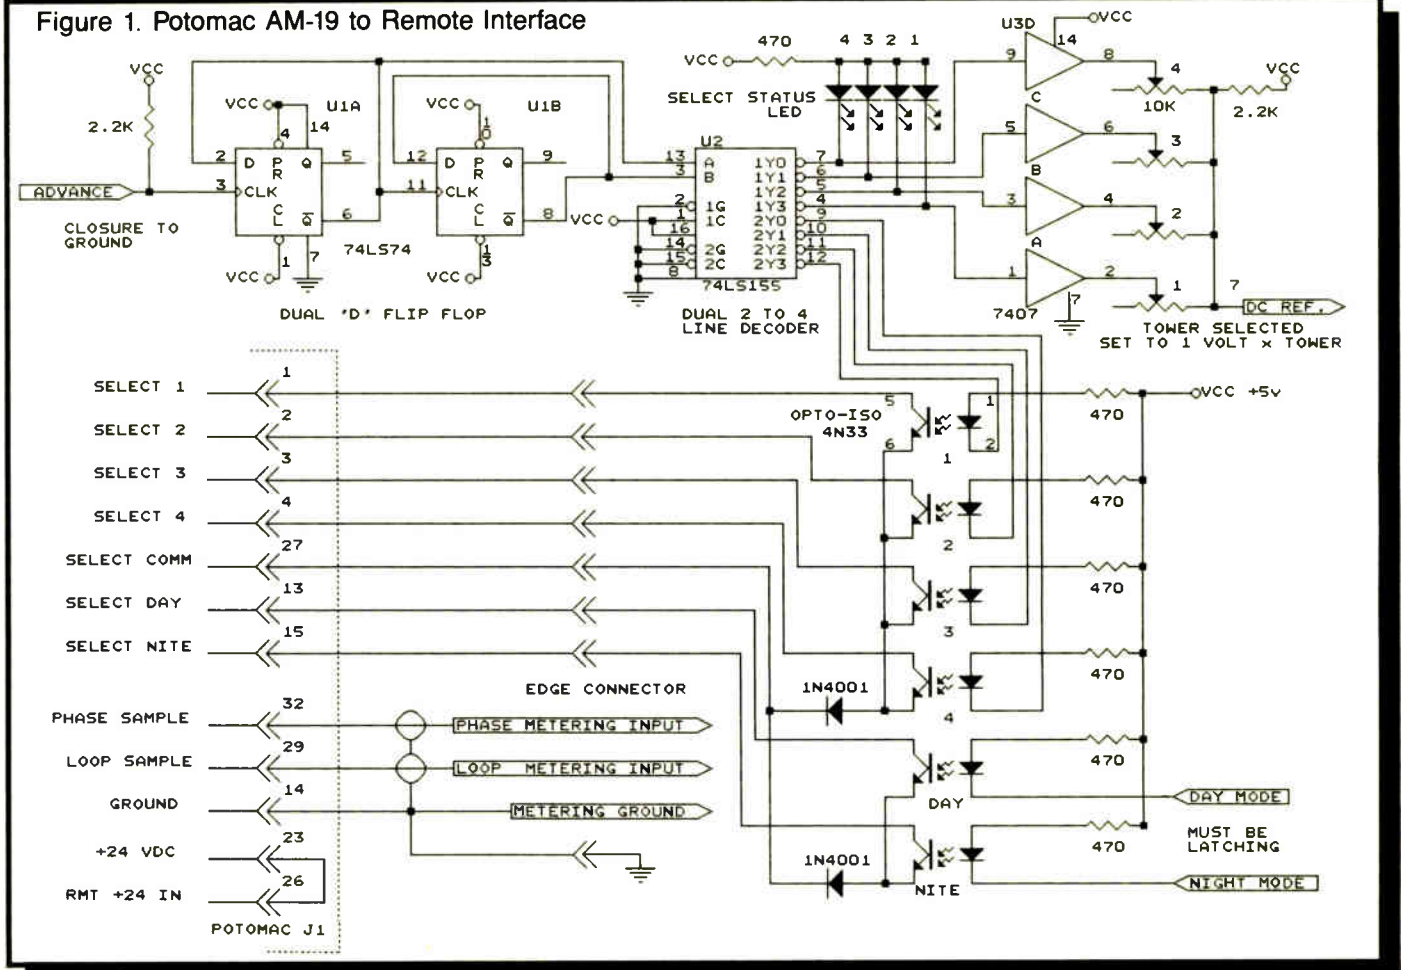 Figure 1. Potomac AM-19 to Remote Interface
VCC
2.2K
ADVANCE
CLOSURE TO
GROUND
VCC
4
14
U1A
2
D
PR
Q
5
3
CLK
CL
Q
6
1
7
VCC
74LS74
VCC
10
U1B
12
D
PR
Q
9
11
CLK
CL
Q
8
13
VCC
DUAL 'D' FLIP FLOP
VCC
470
4 3 2 1
SELECT STATUS
LED
U2
13
A
1Y0
7
3
B
1Y1
6
1Y2
5
2
1G
1Y3
4
VCC
1
1C
2Y0
9
16
2Y1
10
14
2G
2Y2
11
15
2C
2Y3
12
8
74LS155
DUAL 2 TO 4
LINE DECODER
U3D
VCC
14
9
8
4
10K
VCC
2.2K
C
5
6
3
B
3
4
2
A
1
2
1
7
7407
7
DC REF.
TOWER SELECTED
SET TO 1 VOLT x TOWER
SELECT 1
1
SELECT 2
2
SELECT 3
3
SELECT 4
4
SELECT COMM
27
SELECT DAY
13
SELECT NITE
15
EDGE CONNECTOR
PHASE SAMPLE
32
PHASE METERING INPUT
LOOP SAMPLE
29
LOOP METERING INPUT
GROUND
14
METERING GROUND
+24 VDC
23
RMT +24 IN
26
POTOMAC J1
OPTO-ISO
4N33
5
6
1
2
1
470
VCC +5v
2
470
3
470
4
470
1N4001
DAY
470
DAY MODE
MUST BE
LATCHING
1N4001
NITE
470
NIGHT MODE